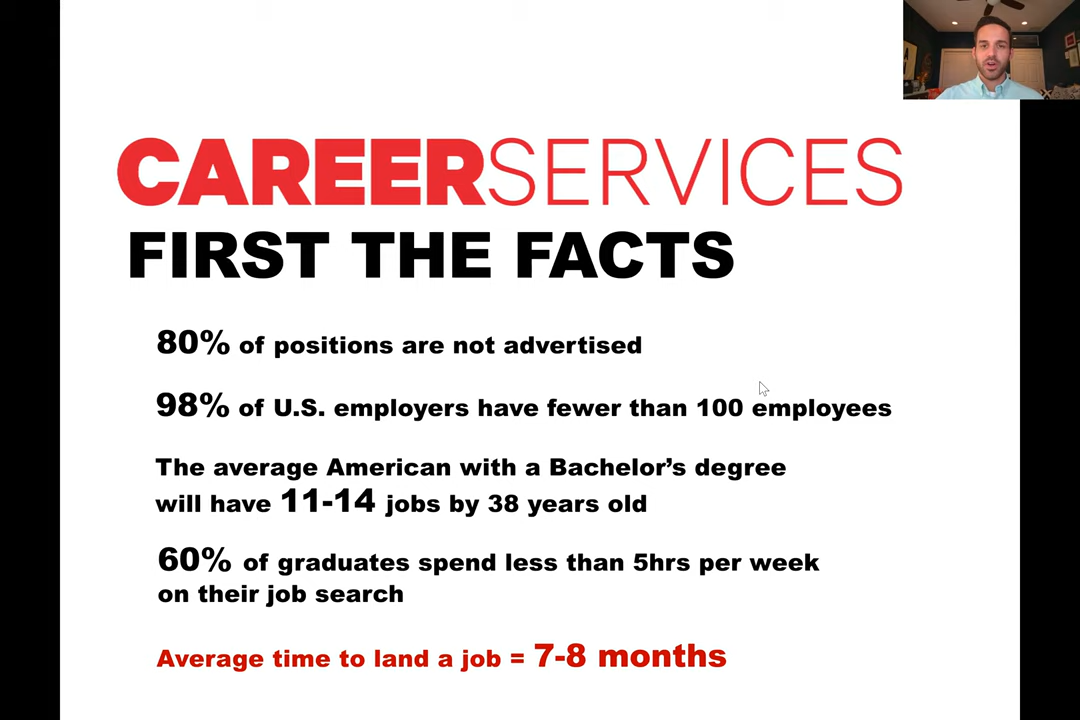 CAREERSERVICES
FIRST THE FACTS
80% of positions are not advertised
98% of U.S. employers have fewer than 100 employees
The average American with a Bachelor’s degree
will have 11-14 jobs by 38 years old
60% of graduates spend less than 5hrs per week
on their job search
Average time to land a job = 7-8 months